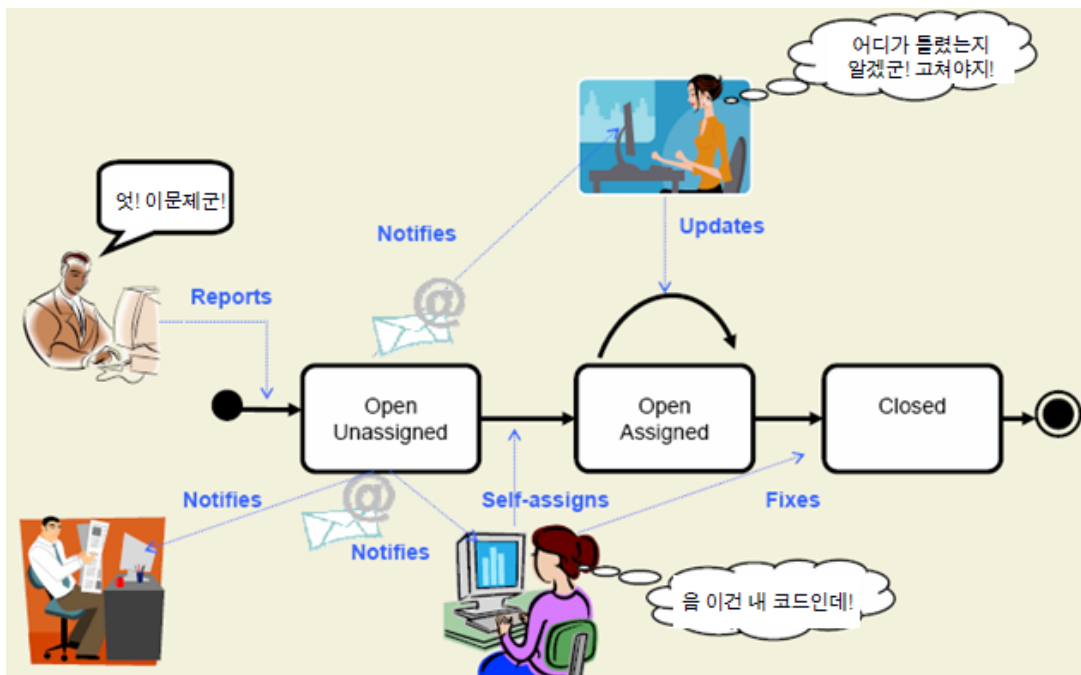 어디가 틀렸는지
알겠군! 고쳐야지!
엇! 이문제군!
Notifies
Updates
Reports
@
Open
Unassigned
Open
Assigned
Closed
Notifies
@
Self-assigns
Fixes
Notifies
음 이건 내 코드인데!